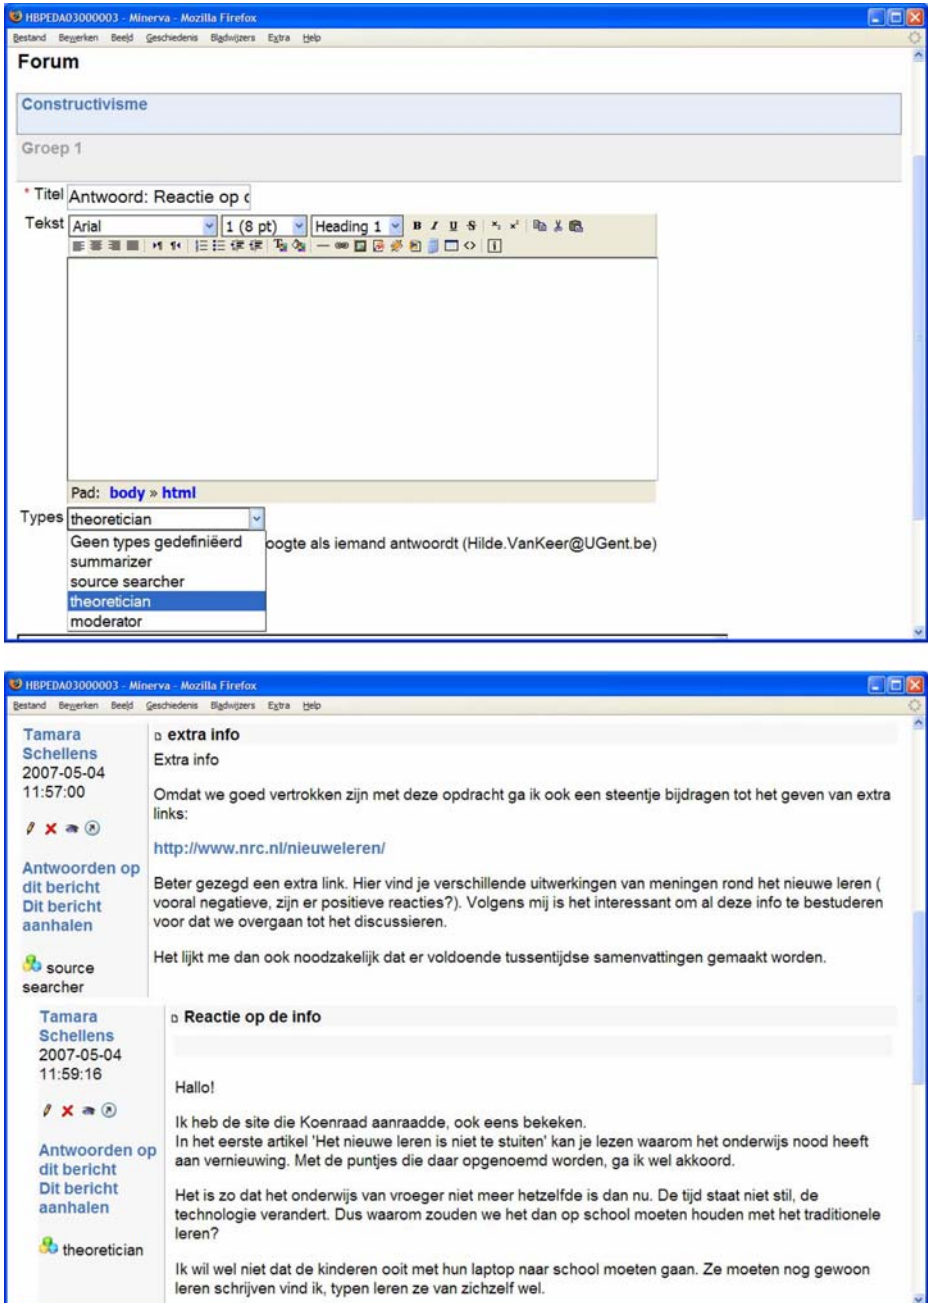 HBPEDA03000003 - Minerva - Mozilla Firefox
Bestand Bewerken Beeld Geschiedenis Bladwijzers Extra Help
Forum
Constructivisme
Groep 1
* Titel Antwoord: Reactie op d
Tekst Arial 1 (8 pt) Heading 1 B I U S
Pad: body » html
Types theoretician
Geen types gedefiniëerd oogte als iemand antwoordt (Hilde.VanKeer@UGent.be)
summarizer
source searcher
theoretician
moderator
HBPEDA03000003 - Minerva - Mozilla Firefox
Bestand Bewerken Beeld Geschiedenis Bladwijzers Extra Help
Tamara
Schellens
2007-05-04
11:57:00
Antwoorden op
dit bericht
Dit bericht
aanhalen
source
searcher
extra info
Extra info
Omdat we goed vertrokken zijn met deze opdracht ga ik ook een steentje bijdragen tot het geven van extra
links:
http://www.nrc.nl/nieuweleren/
Beter gezegd een extra link. Hier vind je verschillende uitwerkingen van meningen rond het nieuwe leren (
vooral negatieve, zijn er positieve reacties?). Volgens mij is het interessant om al deze info te bestuderen
voor dat we overgaan tot het discussieren.
Het lijkt me dan ook noodzakelijk dat er voldoende tussentijdse samenvattingen gemaakt worden.
Tamara
Schellens
2007-05-04
11:59:16
Antwoorden op
dit bericht
Dit bericht
aanhalen
theoretician
Reactie op de info
Hallo!
Ik heb de site die Koenraad aanraadde, ook eens bekeken.
In het eerste artikel 'Het nieuwe leren is niet te stuiten' kan je lezen waarom het onderwijs nood heeft
aan vernieuwing. Met de puntjes die daar opgenoemd worden, ga ik wel akkoord.
Het is zo dat het onderwijs van vroeger niet meer hetzelfde is dan nu. De tijd staat niet stil, de
technologie verandert. Dus waarom zouden we het dan op school moeten houden met het traditionele
leren?
Ik wil wel niet dat de kinderen ooit met hun laptop naar school moeten gaan. Ze moeten nog gewoon
leren schrijven vind ik, typen leren ze van zichzelf wel.